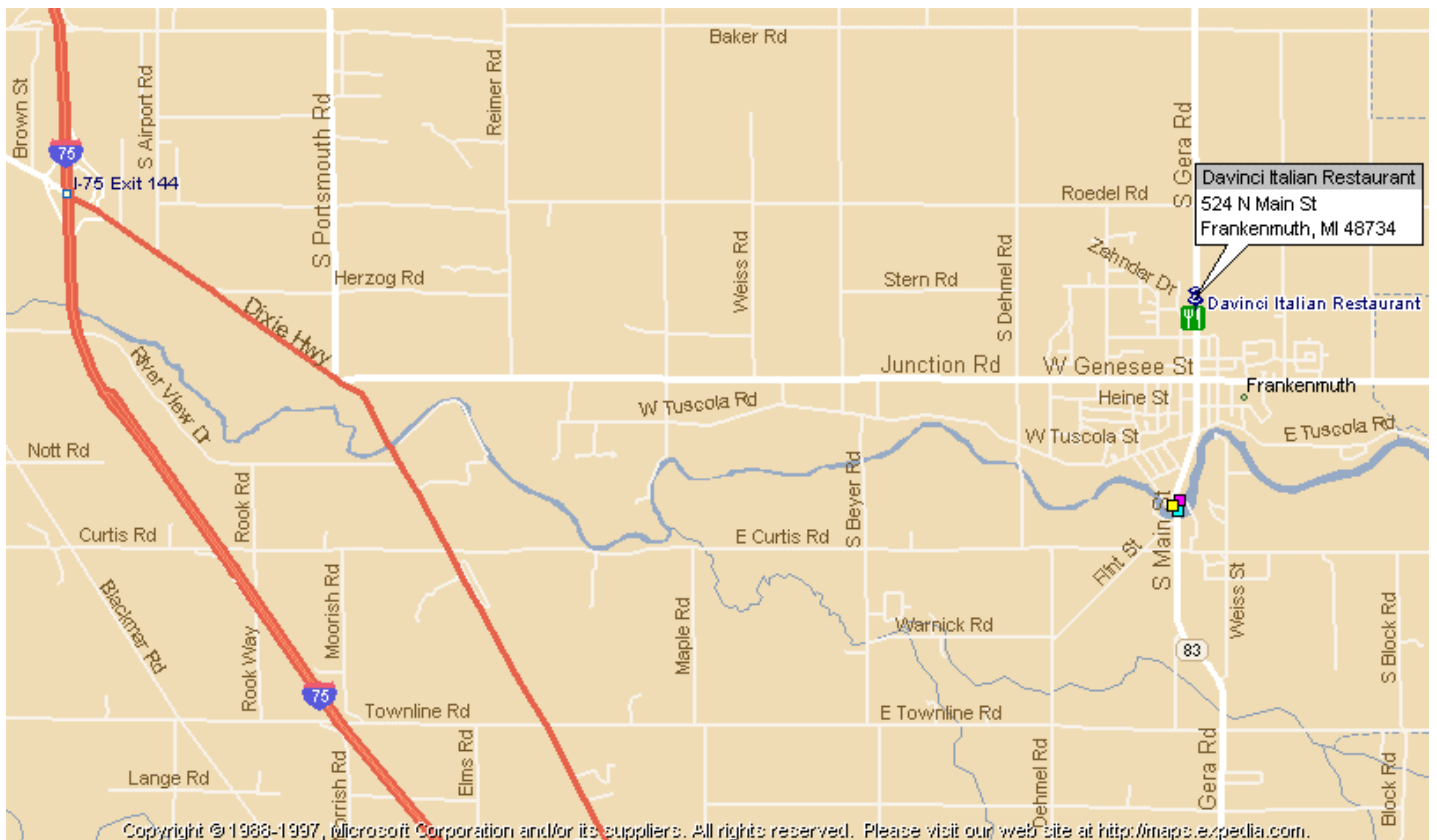 Baker Rd
Brown St
S Airport Rd
S Portsmouth Rd
Reimer Rd
S Gera Rd
75
I-75 Exit 144
Davinci Italian Restaurant
524 N Main St
Frankenmuth, MI 48734
Roedel Rd
Weiss Rd
S Dehmel Rd
Zehnder Dr
Herzog Rd
Stern Rd
Davinci Italian Restaurant
Dixie Hwy
River View Dr
Junction Rd
W Genesee St
Frankenmuth
Heine St
W Tuscola Rd
W Tuscola St
E Tuscola Rd
Nott Rd
Rook Rd
S Beyer Rd
S Main St
Curtis Rd
E Curtis Rd
Flint St
Weiss St
Blackmer Rd
Moorish Rd
Maple Rd
Warnick Rd
S Block Rd
83
Rook Way
75
Townline Rd
E Townline Rd
Lange Rd
orrish Rd
Elms Rd
Dehmel Rd
Gera Rd
Block Rd
Copyright © 1988-1997, Microsoft Corporation and/or its suppliers. All rights reserved. Please visit our web site at http://maps.expedia.com.